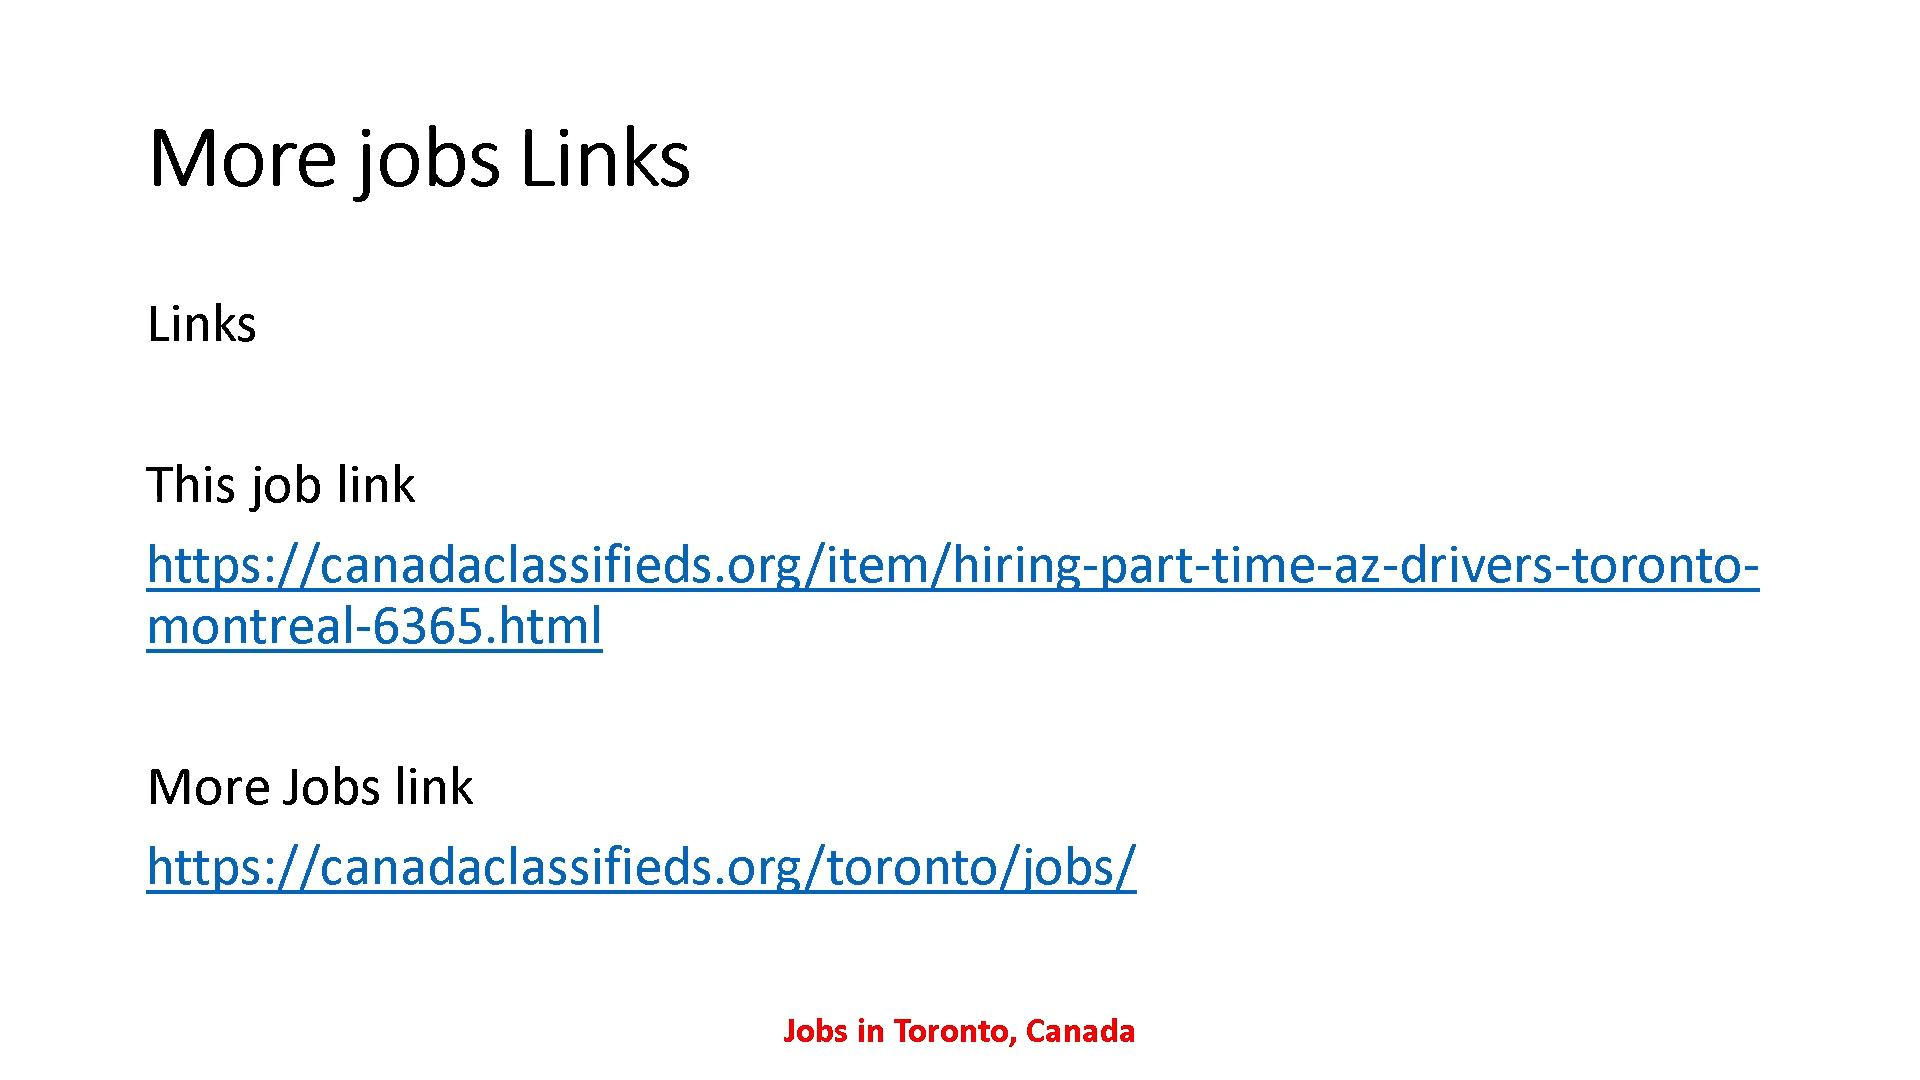 More jobs Links
Links
This job link
https://canadaclassifieds.org/item/hiring-part-time-az-drivers-toronto-
montreal-6365.html
More Jobs link
https://canadaclassifieds.org/toronto/jobs/
Jobs in Toronto, Canada